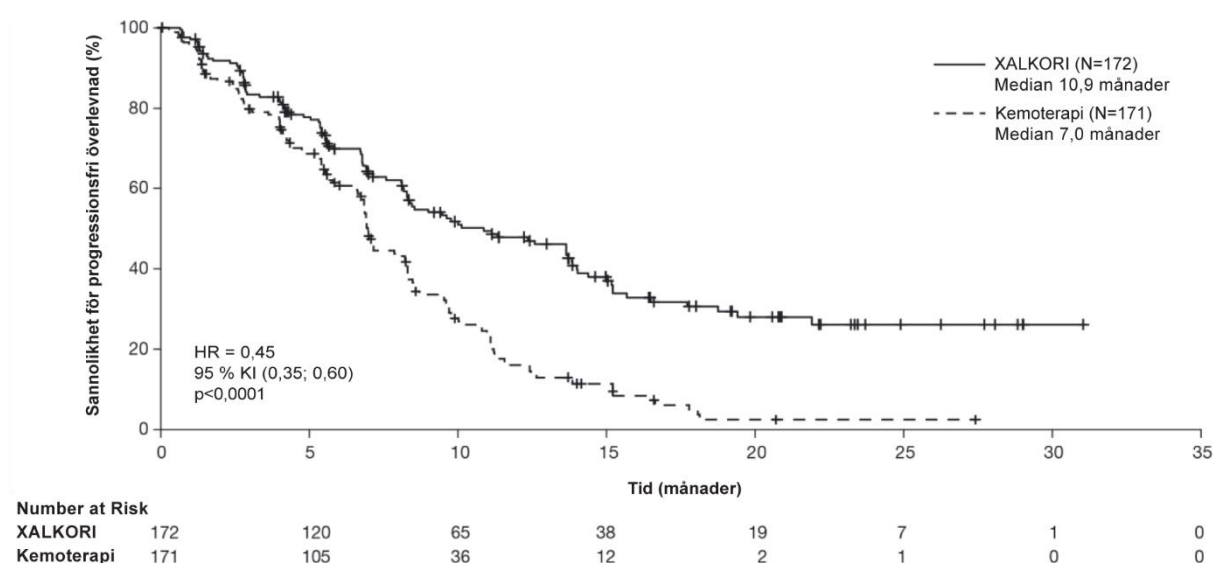 Sannolikhet för progressionsfri överlevnad (%)
100
80
60
40
20
0
XALKORI (N=172)
Median 10,9 månader
Kemoterapi (N=171)
Median 7,0 månader
HR = 0,45
95 % KI (0,35; 0,60)
p<0,0001
0 5 10 15 20 25 30 35
Tid (månader)
Number at Risk
XALKORI 172 120 65 38 19 7 1 0
Kemoterapi 171 105 36 12 2 1 0 0